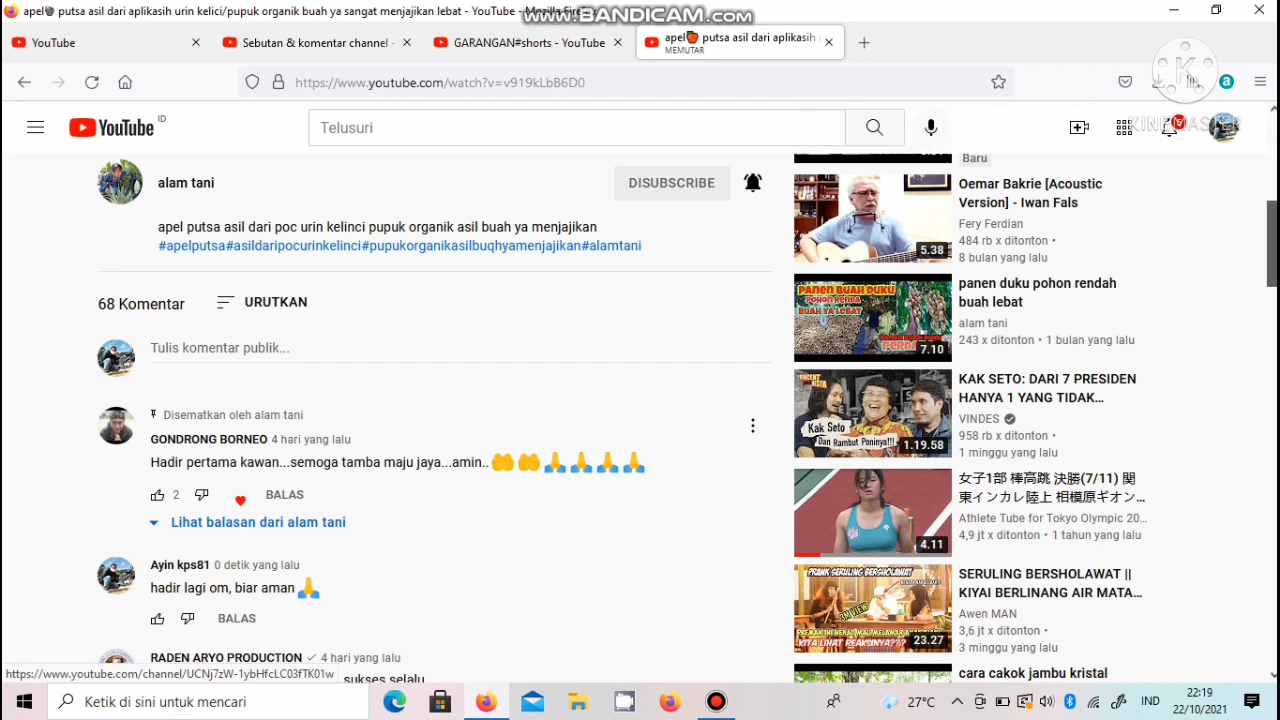 apel🍎 putsa asil dari aplikasih urin kelici/pupuk organik buah ya sangat menjajikan lebat - YouTube
www.BANDICAM.com
YouTube
Sebutan & komentar channel -
GARANGAN#shorts - YouTube
apel🍎 putsa asil dari aplikasih
MEMUTAR
https://www.youtube.com/watch?v=v919kLbB6D0
K
KINEMASTER
YouTube ID
Telusuri
alam tani
DISUBSCRIBE
apel putsa asil dari poc urin kelinci pupuk organik asil buah ya menjajikan
#apelputsa#asildaripocurinkelinci#pupukorganikasilbuqhyamenjajikan#alamtani
68 Komentar
URUTKAN
Tulis komentar publik...
Disematkan oleh alam tani
GONDRONG BORNEO 4 hari yang lalu
Hadir pertama kawan...semoga tamba maju jaya...amin..🤲🤲🙏🙏🙏🙏
2
BALAS
Lihat balasan dari alam tani
Ayin kps81 0 detik yang lalu
hadir lagi om, biar aman🙏
BALAS
RADEN ARYO PRODUCTION 4 hari yang lalu
sukses selalu
https://www.youtube.com/channel/UCNj7zW-1ybHfcLC03fTK01w
Baru
5.38
Oemar Bakrie [Acoustic
Version] - Iwan Fals
Fery Ferdian
484 rb x ditonton •
8 bulan yang lalu
PANEN BUAH DUKU
POHON RENDA
BUAH YA LEBAT
7.10
panen duku pohon rendah
buah lebat
alam tani
243 x ditonton • 1 bulan yang lalu
Kak Seto
Dan Rambut Poninya!!!
1.19.58
KAK SETO: DARI 7 PRESIDEN
HANYA 1 YANG TIDAK...
VINDES
958 rb x ditonton •
1 minggu yang lalu
4.11
女子1部 棒高跳 決勝(7/11) 関
東インカレ陸上 相模原ギオン...
Athlete Tube for Tokyo Olympic 20...
4,9 jt x ditonton • 1 tahun yang lalu
PRANK SERULING BERSHOLAWAT
3M VIEW
KITA LIHAT REAKSINYA???
23.27
SERULING BERSHOLAWAT ||
KIYAI BERLINANG AIR MATA...
Awen MAN
3,6 jt x ditonton •
3 minggu yang lalu
cara cakok jambu kristal
Ketik di sini untuk mencari
27°C
IND
22:19
22/10/2021